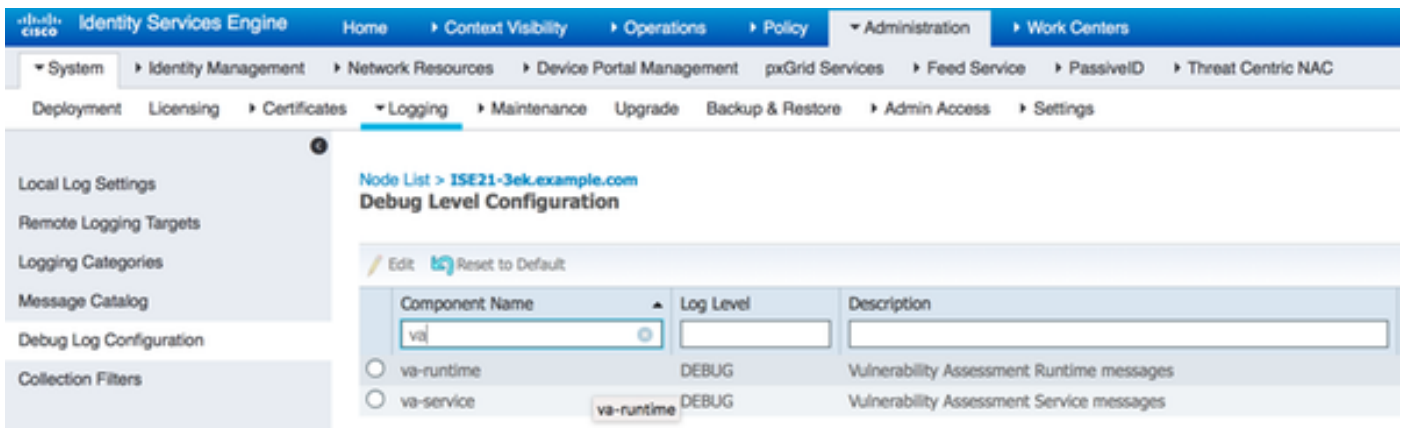 cisco Identity Services Engine Home Context Visibility Operations Policy Administration Work Centers
System Identity Management Network Resources Device Portal Management pxGrid Services Feed Service PassiveID Threat Centric NAC
Deployment Licensing Certificates Logging Maintenance Upgrade Backup & Restore Admin Access Settings
Local Log Settings
Remote Logging Targets
Logging Categories
Message Catalog
Debug Log Configuration
Collection Filters
Node List > ISE21-3ek.example.com
Debug Level Configuration
Edit Reset to Default
Component Name Log Level Description
va
va-runtime DEBUG Vulnerability Assessment Runtime messages
va-service DEBUG Vulnerability Assessment Service messages
va-runtime